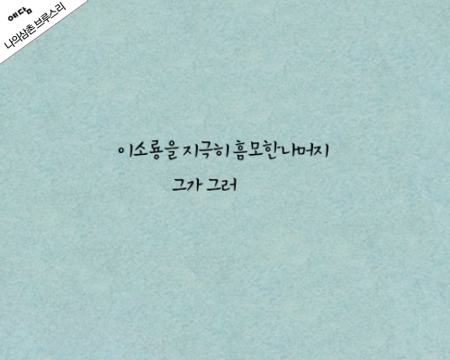 예담
나의 삼촌 브루스 리
이소룡을 지극히 흠모한 나머지
그가 그러